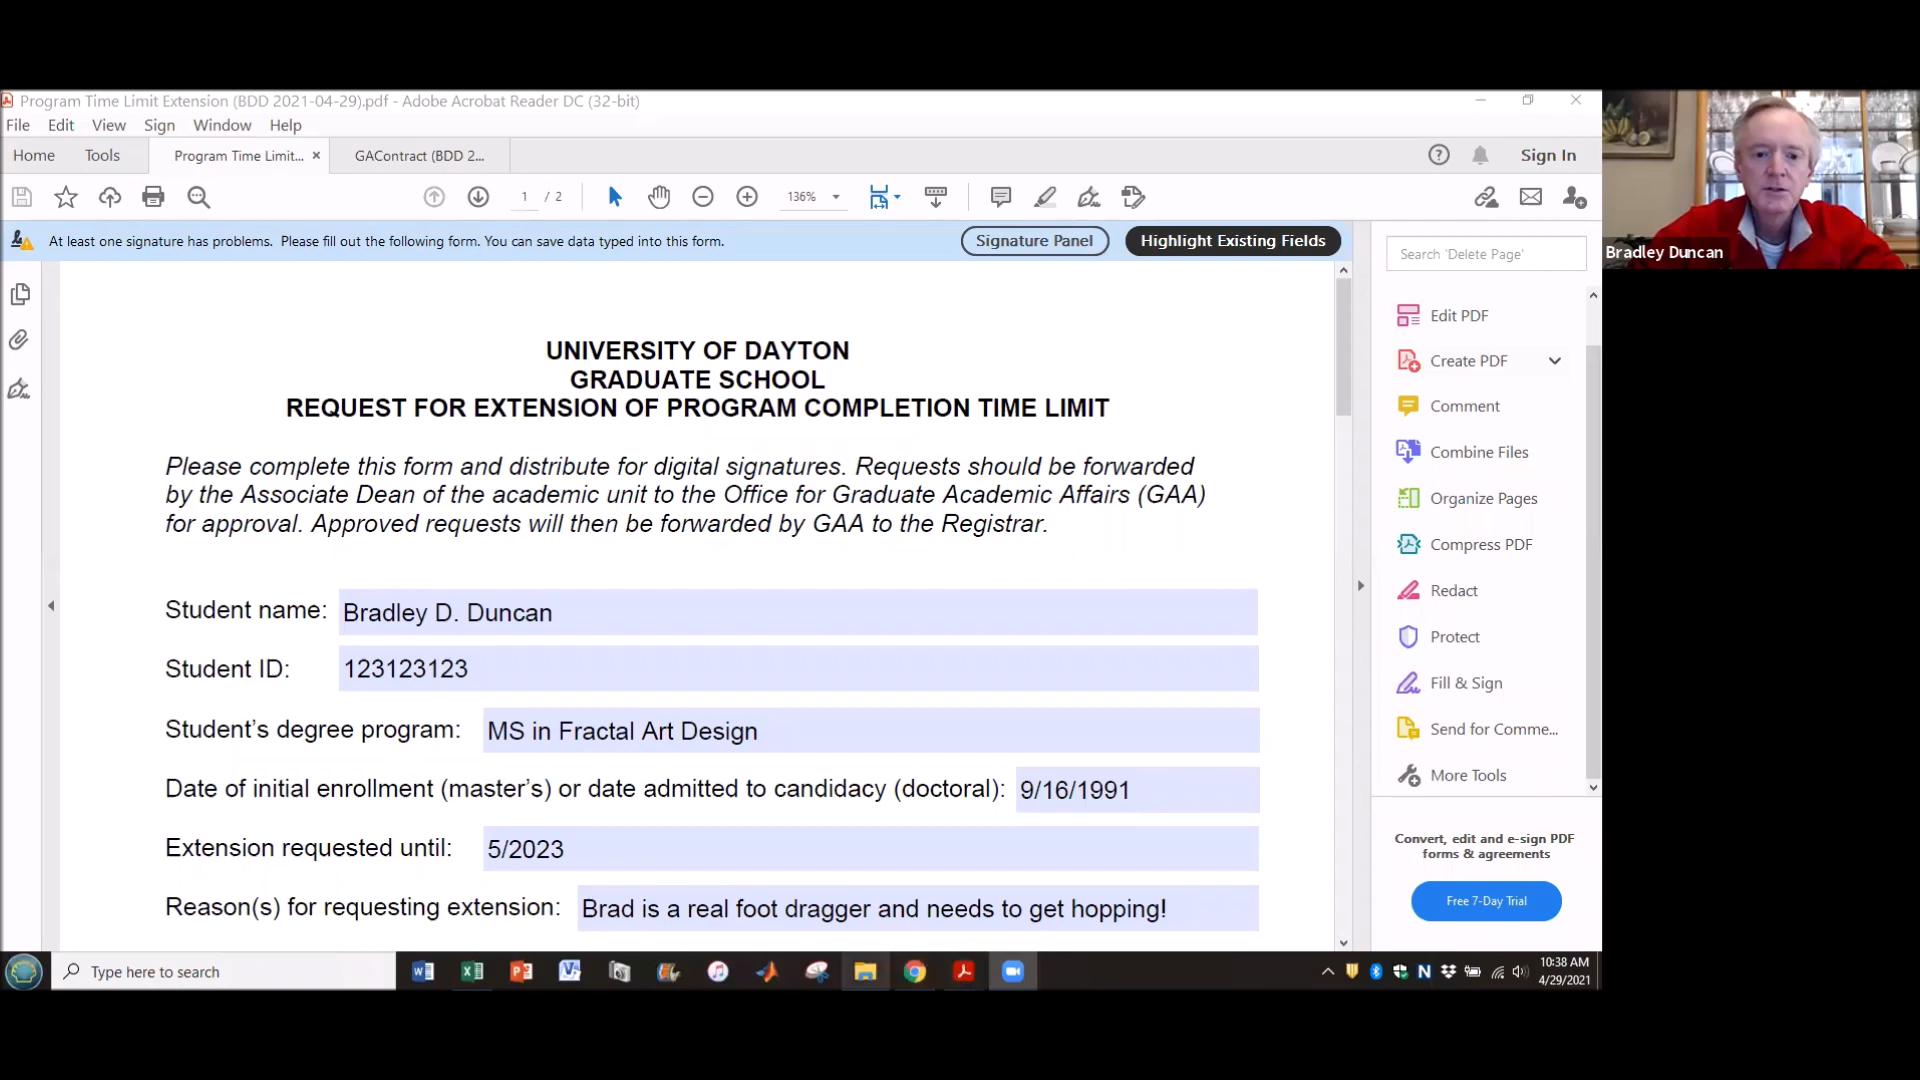 Program Time Limit Extension (BDD 2021-04-29).pdf - Adobe Acrobat Reader DC (32-bit)
File Edit View Sign Window Help
Home Tools Program Time Limit... × GAContract (BDD 2... Sign In
1 / 2 136%
At least one signature has problems. Please fill out the following form. You can save data typed into this form. Signature Panel Highlight Existing Fields
UNIVERSITY OF DAYTON
GRADUATE SCHOOL
REQUEST FOR EXTENSION OF PROGRAM COMPLETION TIME LIMIT
Please complete this form and distribute for digital signatures. Requests should be forwarded
by the Associate Dean of the academic unit to the Office for Graduate Academic Affairs (GAA)
for approval. Approved requests will then be forwarded by GAA to the Registrar.
Student name: Bradley D. Duncan
Student ID: 123123123
Student's degree program: MS in Fractal Art Design
Date of initial enrollment (master's) or date admitted to candidacy (doctoral): 9/16/1991
Extension requested until: 5/2023
Reason(s) for requesting extension: Brad is a real foot dragger and needs to get hopping!
Search 'Delete Page'
Edit PDF
Create PDF
Comment
Combine Files
Organize Pages
Compress PDF
Redact
Protect
Fill & Sign
Send for Comme...
More Tools
Convert, edit and e-sign PDF
forms & agreements
Free 7-Day Trial
Bradley Duncan
Type here to search
10:38 AM
4/29/2021